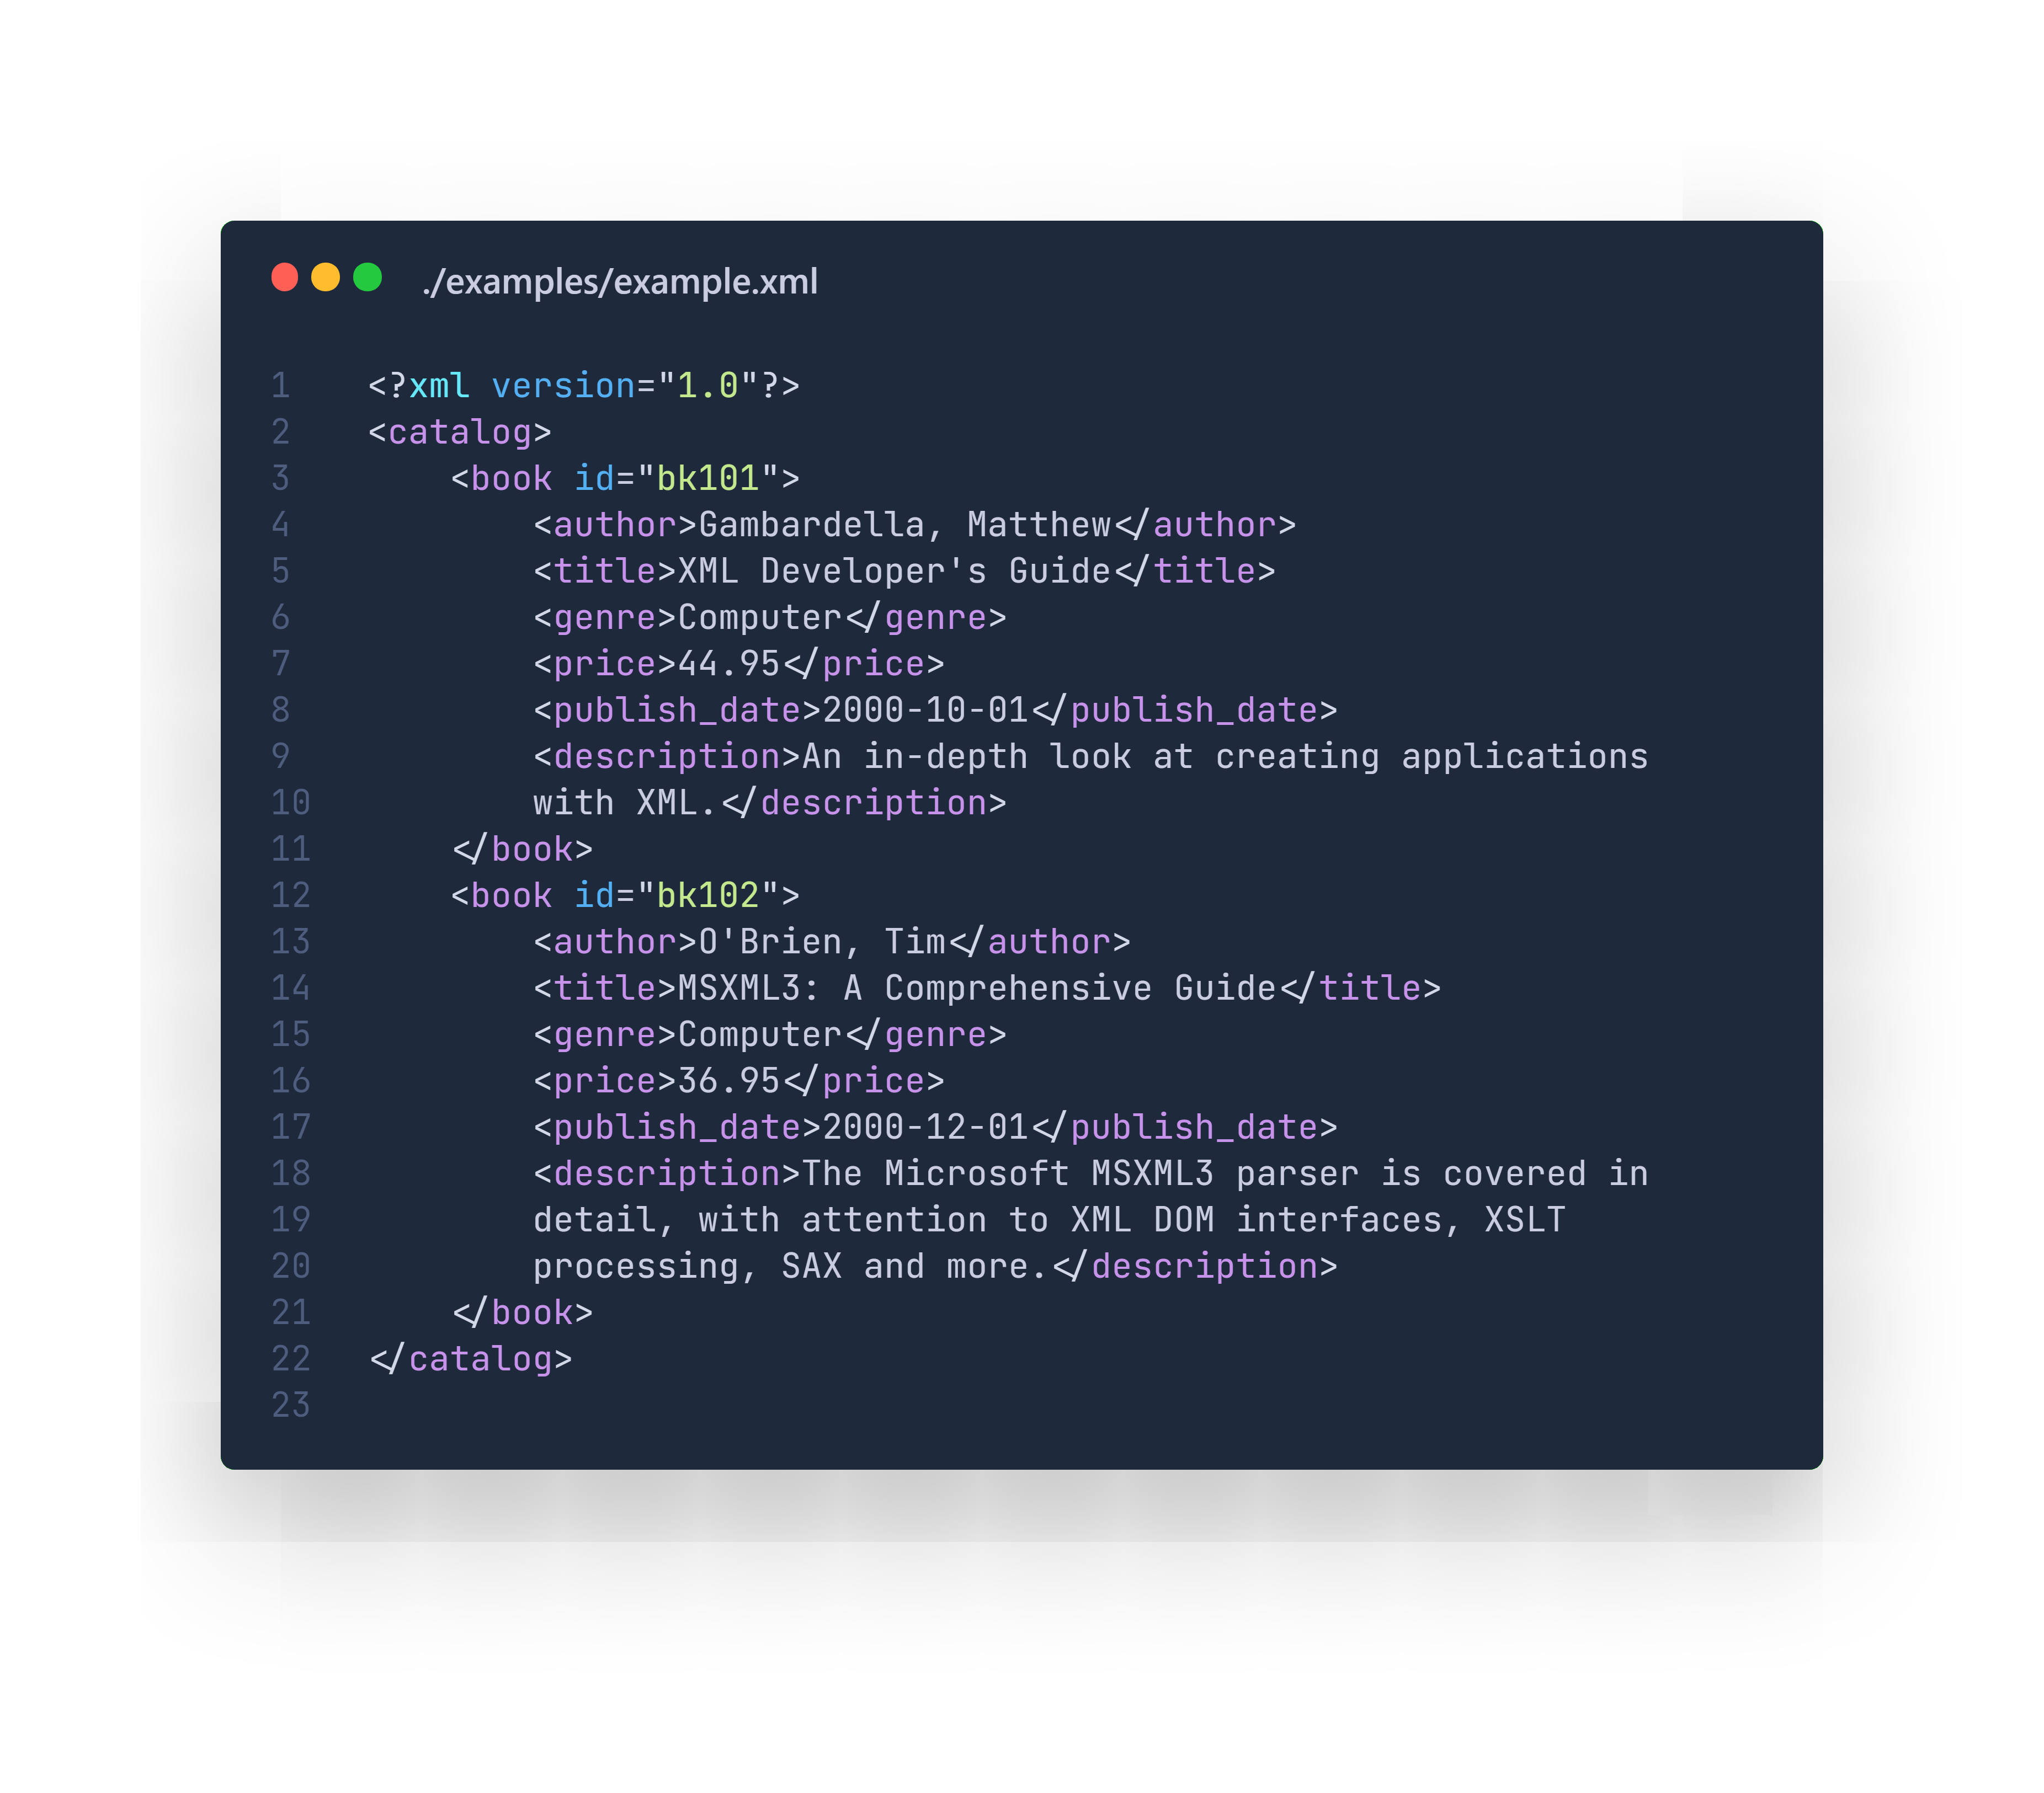 ./examples/example.xml
1 <?xml version="1.0"?>
2 <catalog>
3     <book id="bk101">
4         <author>Gambardella, Matthew</author>
5         <title>XML Developer's Guide</title>
6         <genre>Computer</genre>
7         <price>44.95</price>
8         <publish_date>2000-10-01</publish_date>
9         <description>An in-depth look at creating applications
10         with XML.</description>
11     </book>
12     <book id="bk102">
13         <author>O'Brien, Tim</author>
14         <title>MSXML3: A Comprehensive Guide</title>
15         <genre>Computer</genre>
16         <price>36.95</price>
17         <publish_date>2000-12-01</publish_date>
18         <description>The Microsoft MSXML3 parser is covered in
19         detail, with attention to XML DOM interfaces, XSLT
20         processing, SAX and more.</description>
21     </book>
22 </catalog>
23